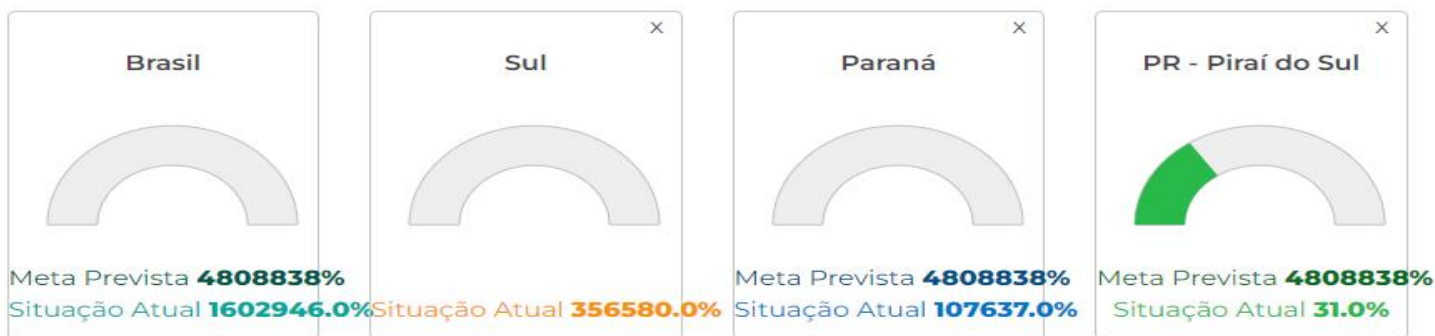 x
Brasil
Meta Prevista 4808838%
Situação Atual 1602946.0%
x
Sul
Situação Atual 356580.0%
x
Paraná
Meta Prevista 4808838%
Situação Atual 107637.0%
x
PR - Piraí do Sul
Meta Prevista 4808838%
Situação Atual 31.0%